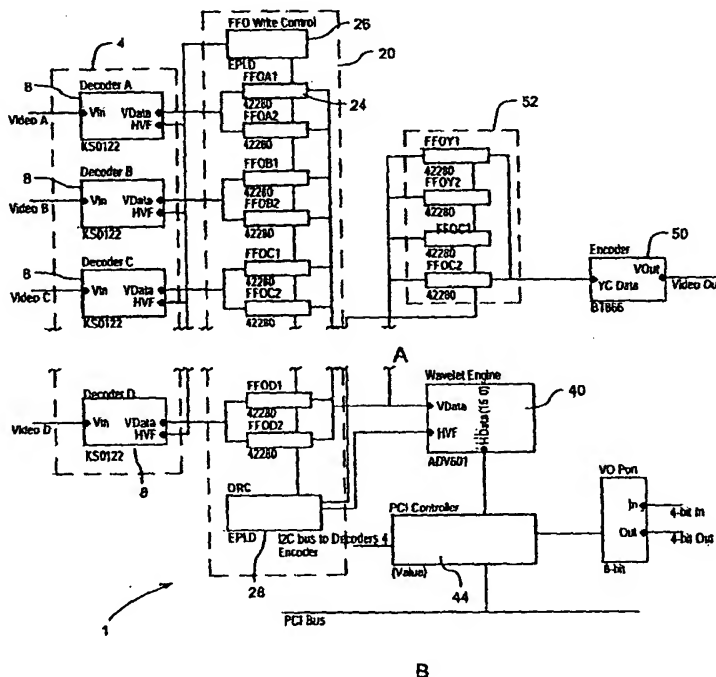 4
FFO Write Control
26
EPLD
20
8
Decoder A
FFOA1
24
Vin
VData
HVF
42280
FFOA2
42280
Video A
KS0122
52
8
Decoder B
FFOB1
Vin
VData
HVF
42280
FFOB2
42280
Video B
KS0122
FFOY1
42280
FFOY2
42280
8
Decoder C
FFOC1
Vin
VData
HVF
42280
FFOC2
42280
Video C
KS0122
FFOC1
42280
FFOC2
42280
Encoder
50
VOut
YC Data
Video Out
BT866
A
Decoder D
FFOD1
Vin
VData
HVF
42280
FFOD2
42280
Video D
KS0122
8
Wavelet Engine
VData
40
HVF
ADV601
DRC
EPLD
I2C bus to Decoders 4
Encoder
28
PCI Controller
(Value)
44
I/O Port
In
4-bit In
Out
4-bit Out
8-bit
1
PCI Bus
B